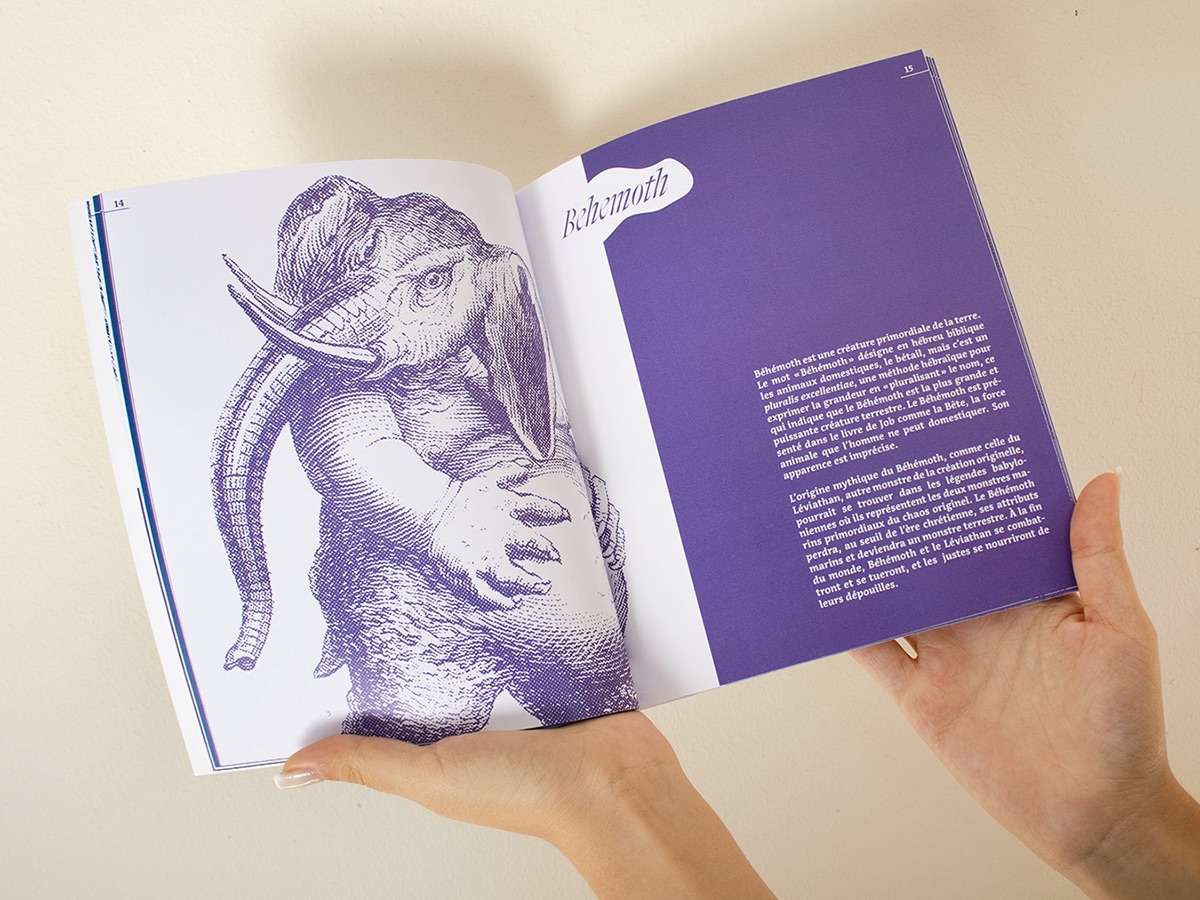 14
15
Behemoth
Béhémoth est une créature primordiale de la terre.
Le mot «Béhémoth» désigne en hébreu biblique
les animaux domestiques, le bétail, mais c'est un
pluralis excellentiae, une méthode hébraïque pour
exprimer la grandeur en «pluralisant» le nom, ce
qui indique que le Béhémoth est la plus grande et
puissante créature terrestre. Le Béhémoth est pré-
senté dans le livre de Job comme la Bête, la force
animale que l'homme ne peut domestiquer. Son
apparence est imprécise.
L'origine mythique du Béhémoth, comme celle du
Léviathan, autre monstre de la création originelle,
pourrait se trouver dans les légendes babylo-
niennes où ils représentent les deux monstres ma-
rins primordiaux du chaos originel. Le Béhémoth
perdra, au seuil de l'ère chrétienne, ses attributs
marins et deviendra un monstre terrestre. À la fin
du monde, Béhémoth et le Léviathan se combat-
tront et se tueront, et les justes se nourriront de
leurs dépouilles.